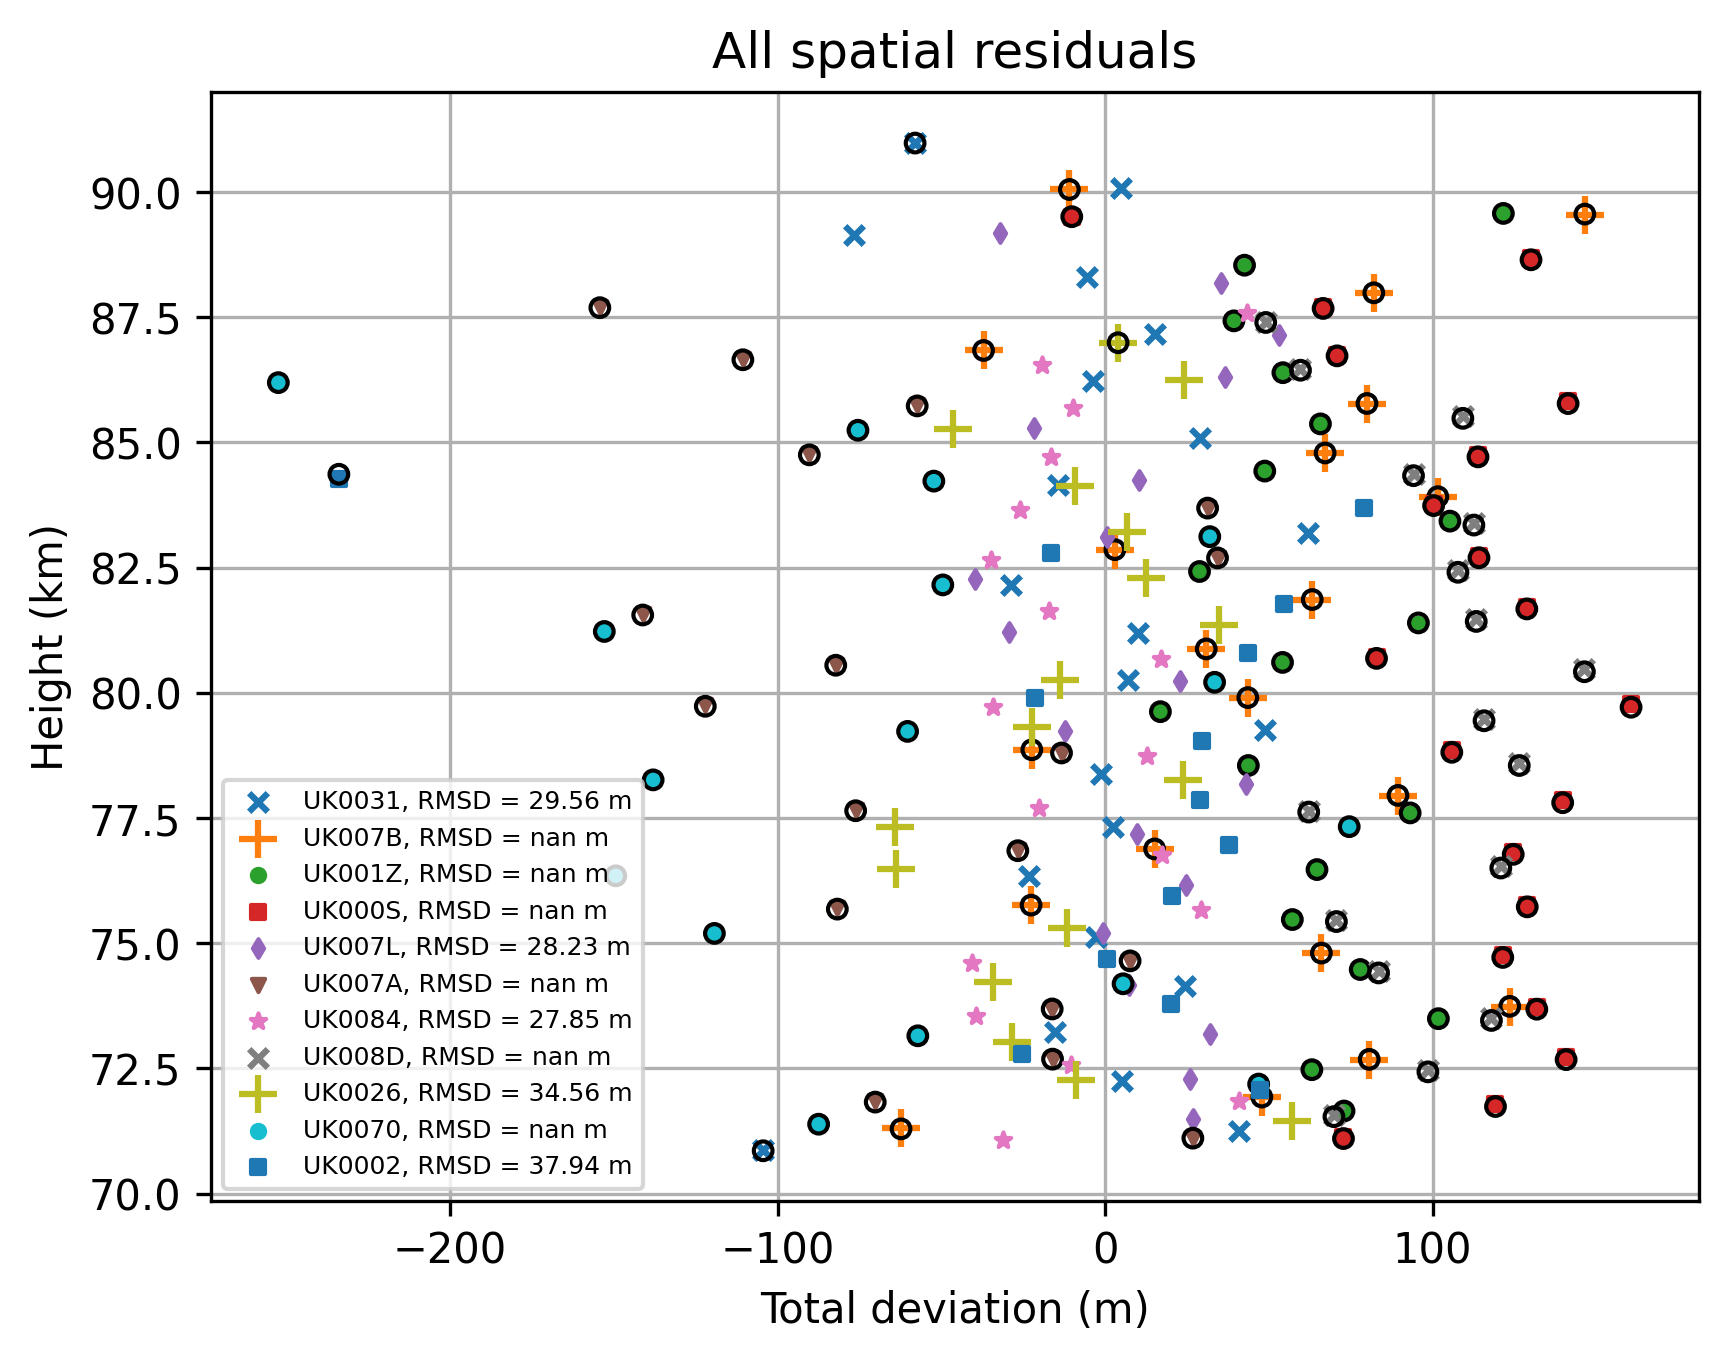 All spatial residuals
Height (km)
90.0
87.5
85.0
82.5
80.0
77.5
75.0
72.5
70.0
UK0031, RMSD = 29.56 m
UK007B, RMSD = nan m
UK001Z, RMSD = nan m
UK000S, RMSD = nan m
UK007L, RMSD = 28.23 m
UK007A, RMSD = nan m
UK0084, RMSD = 27.85 m
UK008D, RMSD = nan m
UK0026, RMSD = 34.56 m
UK0070, RMSD = nan m
UK0002, RMSD = 37.94 m
−200 −100 0 100
Total deviation (m)